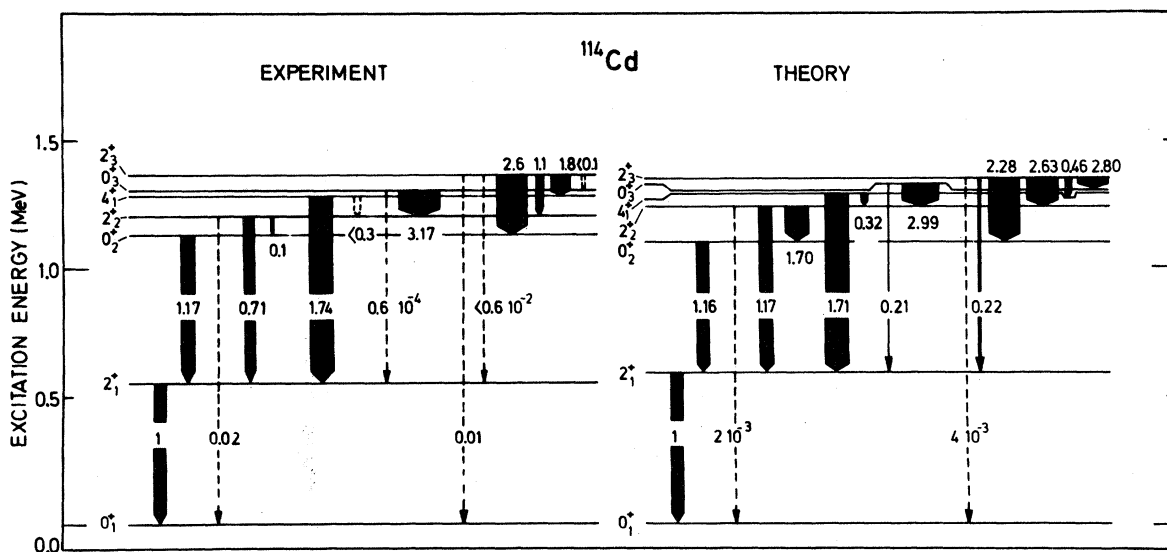 ¹¹⁴Cd
EXPERIMENT
THEORY
EXCITATION ENERGY (MeV)
1.5
1.0
0.5
0.0
2⁺₃
0⁺₃
4⁺₁
2⁺₂
0⁺₂
2⁺₁
0⁺₁
2.6 1.1 1.8 <0.1
0.1 <0.3 3.17
1.17 0.71 1.74 0.6 10⁻⁴ <0.6 10⁻²
1 0.02 0.01
2⁺₃
0⁺₃
4⁺₁
2⁺₂
0⁺₂
2⁺₁
0⁺₁
2.28 2.63 0.46 2.80
0.32 2.99
1.70
1.16 1.17 1.71 0.21 0.22
1 2 10⁻³ 4 10⁻³